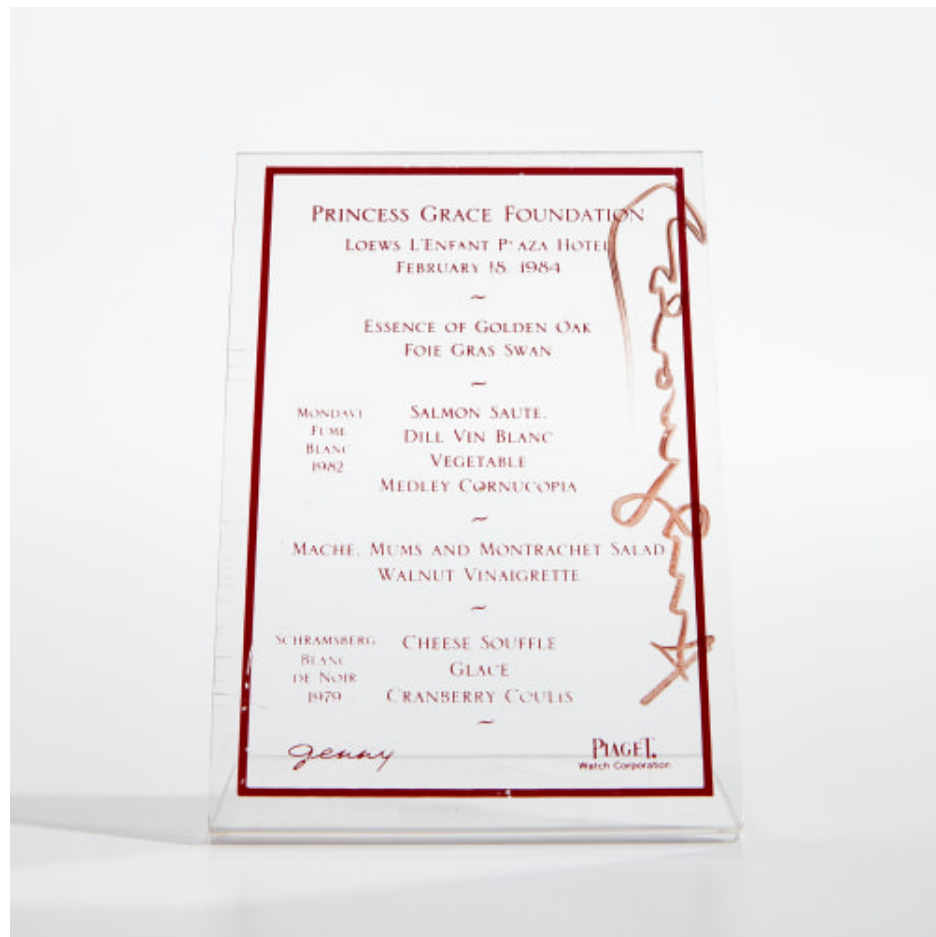 PRINCESS GRACE FOUNDATION
LOEWS L'ENFANT PLAZA HOTEL
FEBRUARY 18, 1984
~
ESSENCE OF GOLDEN OAK
FOIE GRAS SWAN
~
MONDAVI
FUME
BLANC
1982
SALMON SAUTE,
DILL VIN BLANC
VEGETABLE
MEDLEY CORNUCOPIA
~
MACHE, MUMS AND MONTRACHET SALAD
WALNUT VINAIGRETTE
~
SCHRAMSBERG
BLANC
DE NOIR
1979
CHEESE SOUFFLE
GLACE
CRANBERRY COULIS
~
Jenny
PIAGET.
Watch Corporation